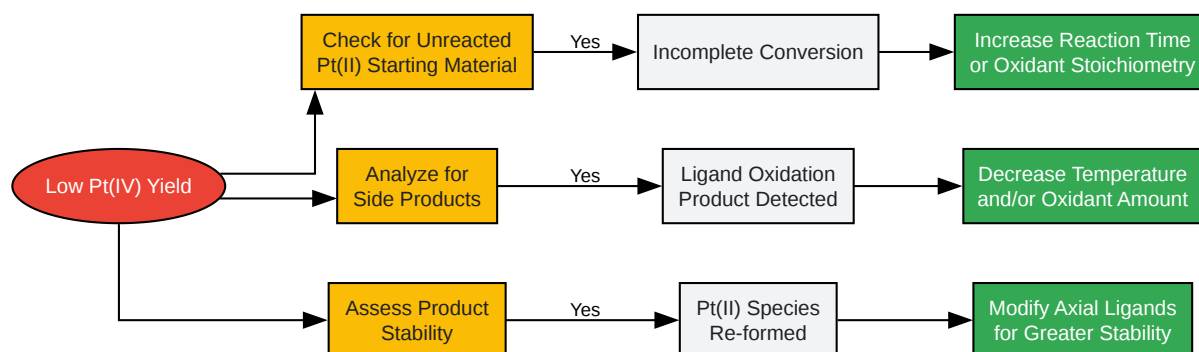 Low Pt(IV) Yield
Check for Unreacted
Pt(II) Starting Material
Yes
Incomplete Conversion
Increase Reaction Time
or Oxidant Stoichiometry
Analyze for
Side Products
Yes
Ligand Oxidation
Product Detected
Decrease Temperature
and/or Oxidant Amount
Assess Product
Stability
Yes
Pt(II) Species
Re-formed
Modify Axial Ligands
for Greater Stability